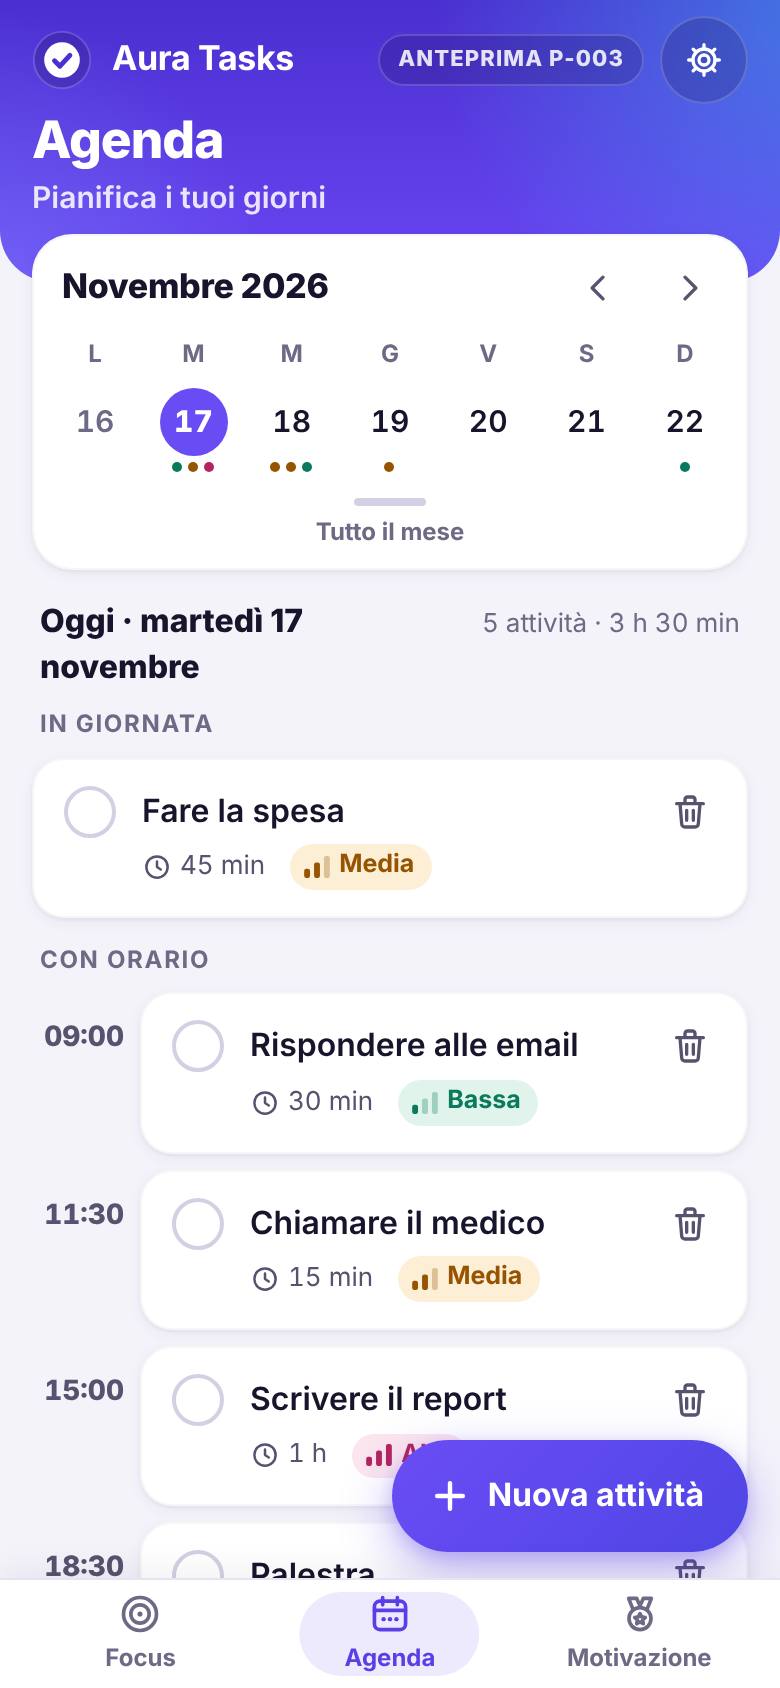 Aura Tasks
ANTEPRIMA P-003
Agenda
Pianifica i tuoi giorni
Novembre 2026
L M M G V S D
16 17 18 19 20 21 22
Tutto il mese
Oggi · martedì 17 novembre
5 attività · 3 h 30 min
IN GIORNATA
Fare la spesa
45 min Media
CON ORARIO
09:00 Rispondere alle email
30 min Bassa
11:30 Chiamare il medico
15 min Media
15:00 Scrivere il report
1 h
Nuova attività
18:30 Palestra
Focus Agenda Motivazione